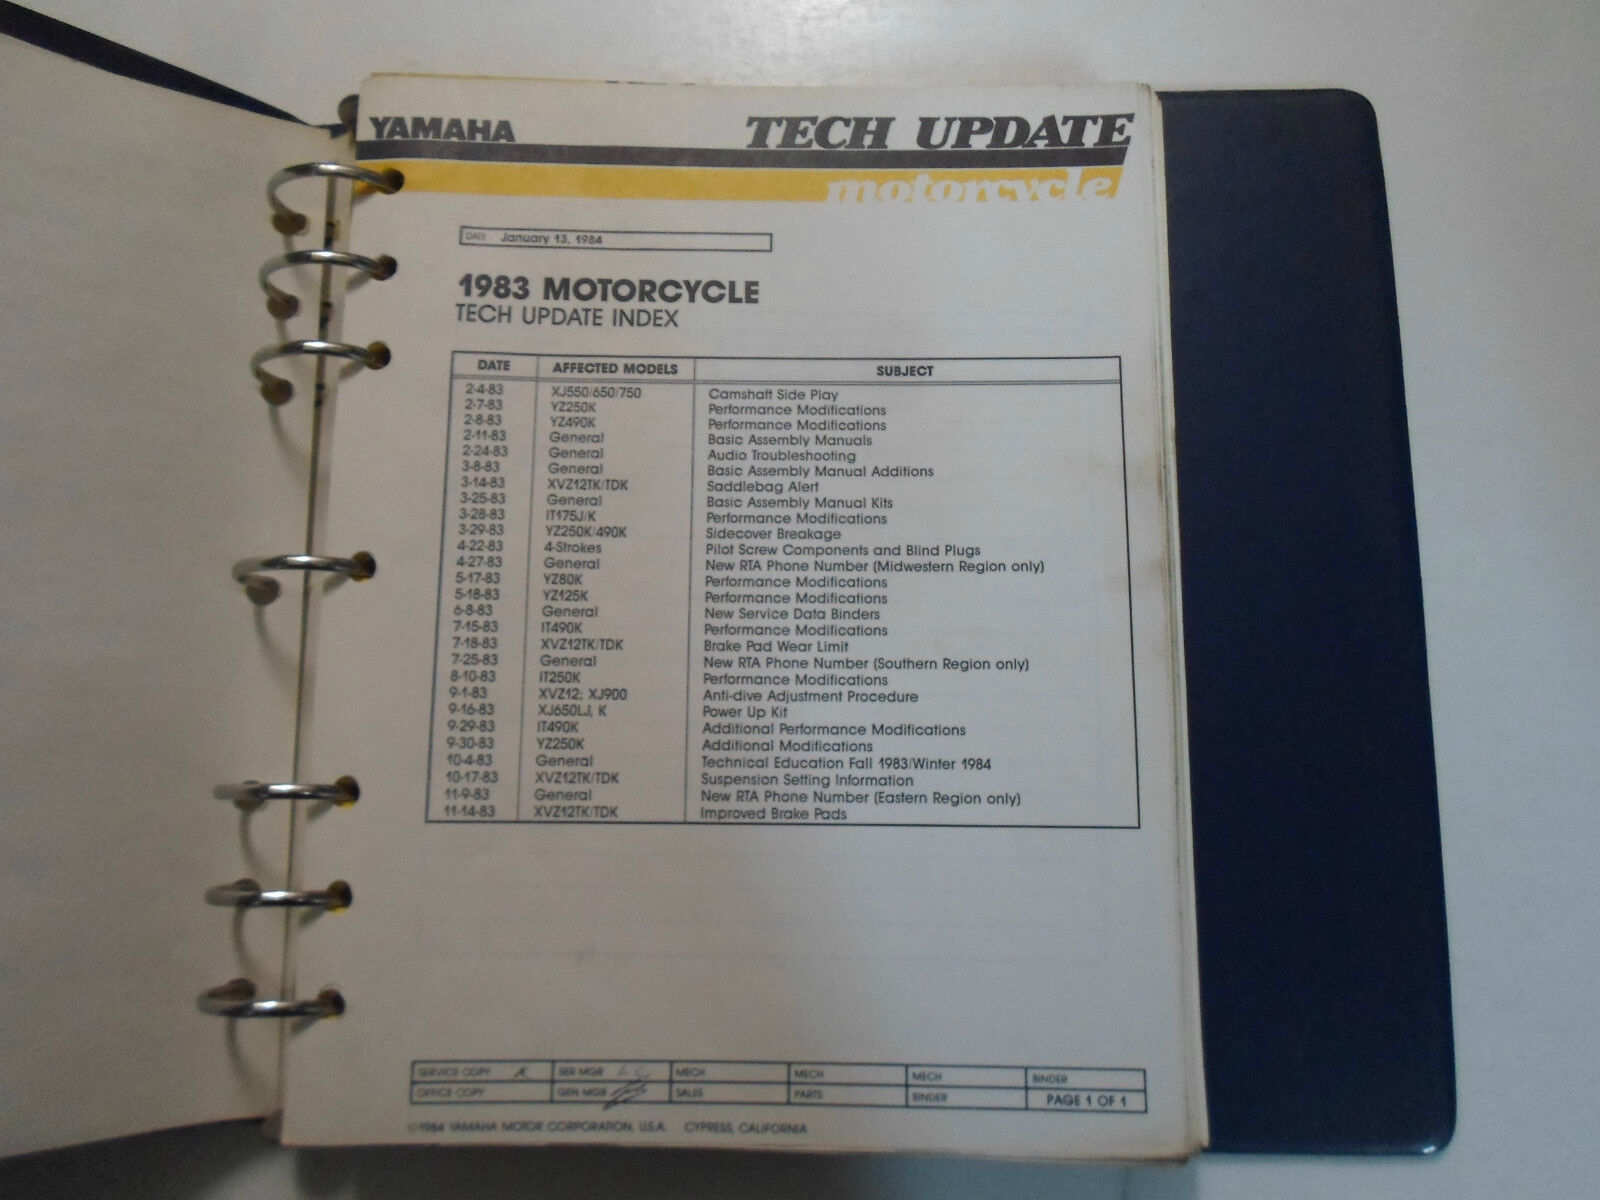 YAMAHA TECH UPDATE
motorcycle
DATE January 13, 1984
1983 MOTORCYCLE
TECH UPDATE INDEX
DATE AFFECTED MODELS SUBJECT
2-4-83 XJ550/650/750 Camshaft Side Play
2-7-83 YZ250K Performance Modifications
2-8-83 YZ490K Performance Modifications
2-11-83 General Basic Assembly Manuals
2-24-83 General Audio Troubleshooting
3-8-83 General Basic Assembly Manual Additions
3-14-83 XVZ12TK/TDK Saddlebag Alert
3-25-83 General Basic Assembly Manual Kits
3-28-83 IT175J/K Performance Modifications
3-29-83 YZ250K/490K Sidecover Breakage
4-22-83 4-Strokes Pilot Screw Components and Blind Plugs
4-27-83 General New RTA Phone Number (Midwestern Region only)
5-17-83 YZ80K Performance Modifications
5-18-83 YZ125K Performance Modifications
6-8-83 General New Service Data Binders
7-15-83 IT490K Performance Modifications
7-18-83 XVZ12TK/TDK Brake Pad Wear Limit
7-25-83 General New RTA Phone Number (Southern Region only)
8-10-83 IT250K Performance Modifications
9-1-83 XVZ12; XJ900 Anti-dive Adjustment Procedure
9-16-83 XJ650LJ, K Power Up Kit
9-29-83 IT490K Additional Performance Modifications
9-30-83 YZ250K Additional Modifications
10-4-83 General Technical Education Fall 1983/Winter 1984
10-17-83 XVZ12TK/TDK Suspension Setting Information
11-9-83 General New RTA Phone Number (Eastern Region only)
11-14-83 XVZ12TK/TDK Improved Brake Pads
SERVICE COPY SER MGR MECH MECH MECH BINDER
OFFICE COPY GEN MGR SALES PARTS BINDER PAGE 1 OF 1
©1984 YAMAHA MOTOR CORPORATION, U.S.A. CYPRESS, CALIFORNIA